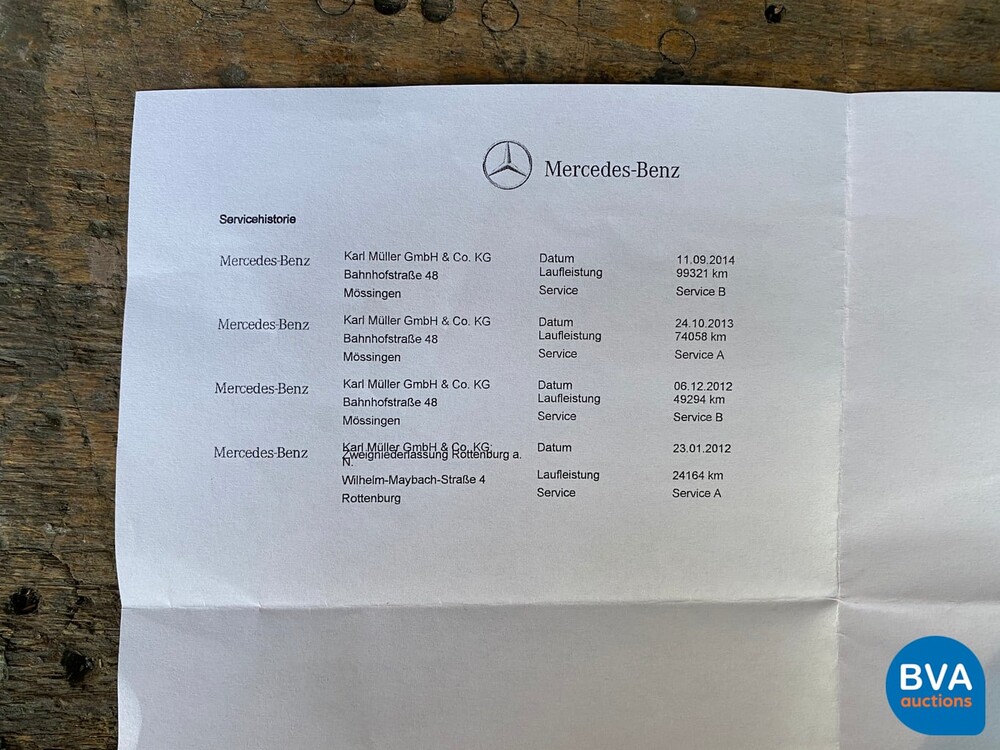 Mercedes-Benz
Servicehistorie
Mercedes-Benz Karl Müller GmbH & Co. KG Datum 11.09.2014
Bahnhofstraße 48 Laufleistung 99321 km
Mössingen Service Service B
Mercedes-Benz Karl Müller GmbH & Co. KG Datum 24.10.2013
Bahnhofstraße 48 Laufleistung 74058 km
Mössingen Service Service A
Mercedes-Benz Karl Müller GmbH & Co. KG Datum 06.12.2012
Bahnhofstraße 48 Laufleistung 49294 km
Mössingen Service Service B
Mercedes-Benz Karl Müller GmbH & Co. KG; Datum 23.01.2012
Zweigniederlassung Rottenburg a.
N.
Wilhelm-Maybach-Straße 4 Laufleistung 24164 km
Rottenburg Service Service A
BVA
auctions